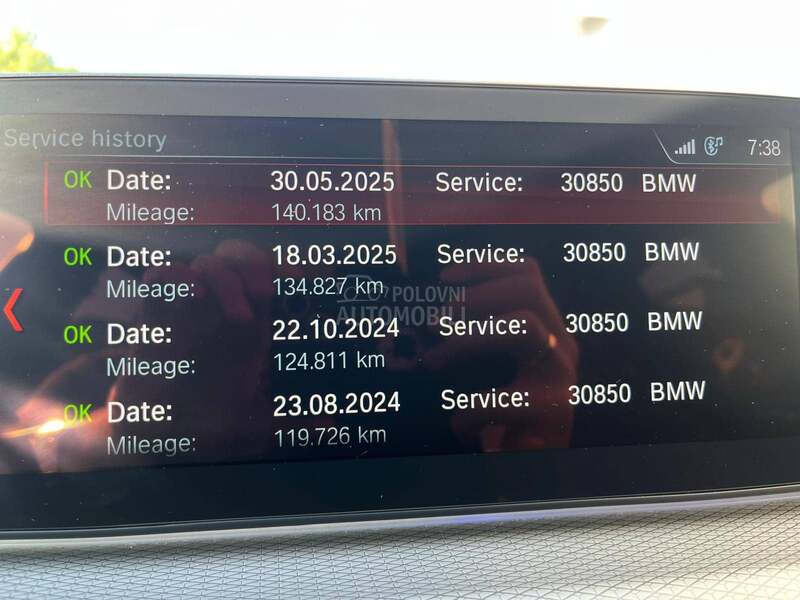 Service history
7:38
OK Date: 30.05.2025 Service: 30850 BMW
Mileage: 140.183 km
OK Date: 18.03.2025 Service: 30850 BMW
Mileage: 134.827 km
POLOVNI
AUTOMOBILI
OK Date: 22.10.2024 Service: 30850 BMW
Mileage: 124.811 km
OK Date: 23.08.2024 Service: 30850 BMW
Mileage: 119.726 km